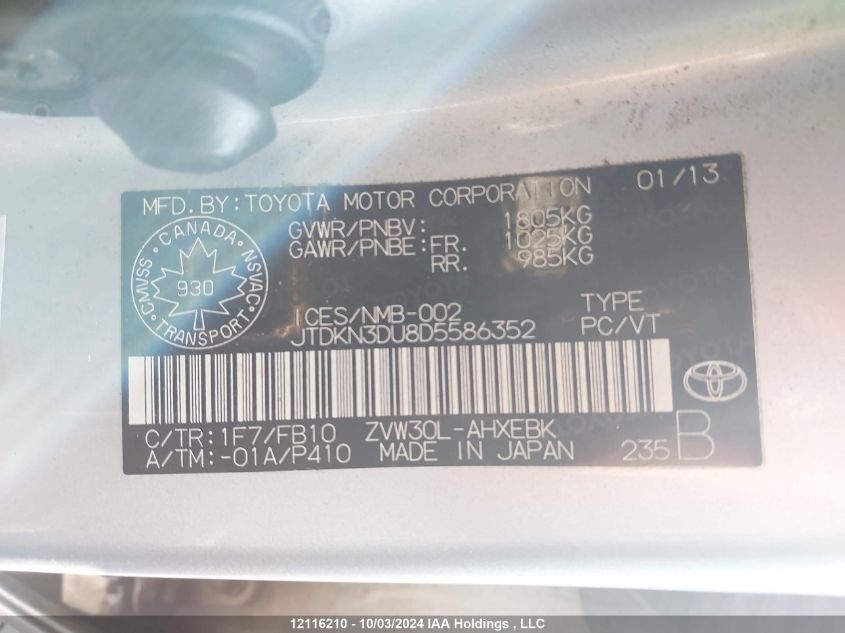 MFD.BY:TOYOTA MOTOR CORPORATION 01/13
GVWR/PNBV: 1805KG
GAWR/PNBE:FR. 1025KG
RR. 985KG
CANADA
CMVSS 930 NSVAC
TRANSPORT
ICES/NMB-002 TYPE
JTDKN3DU8D5586352 PC/VT
C/TR:1F7/FB10 ZVW30L-AHXEBK
A/TM:-01A/P410 MADE IN JAPAN 235 B
12116210 - 10/03/2024 IAA Holdings , LLC